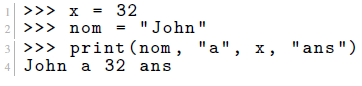 1 >>> x = 32
2 >>> nom = "John"
3 >>> print(nom, "a", x, "ans")
4 John a 32 ans